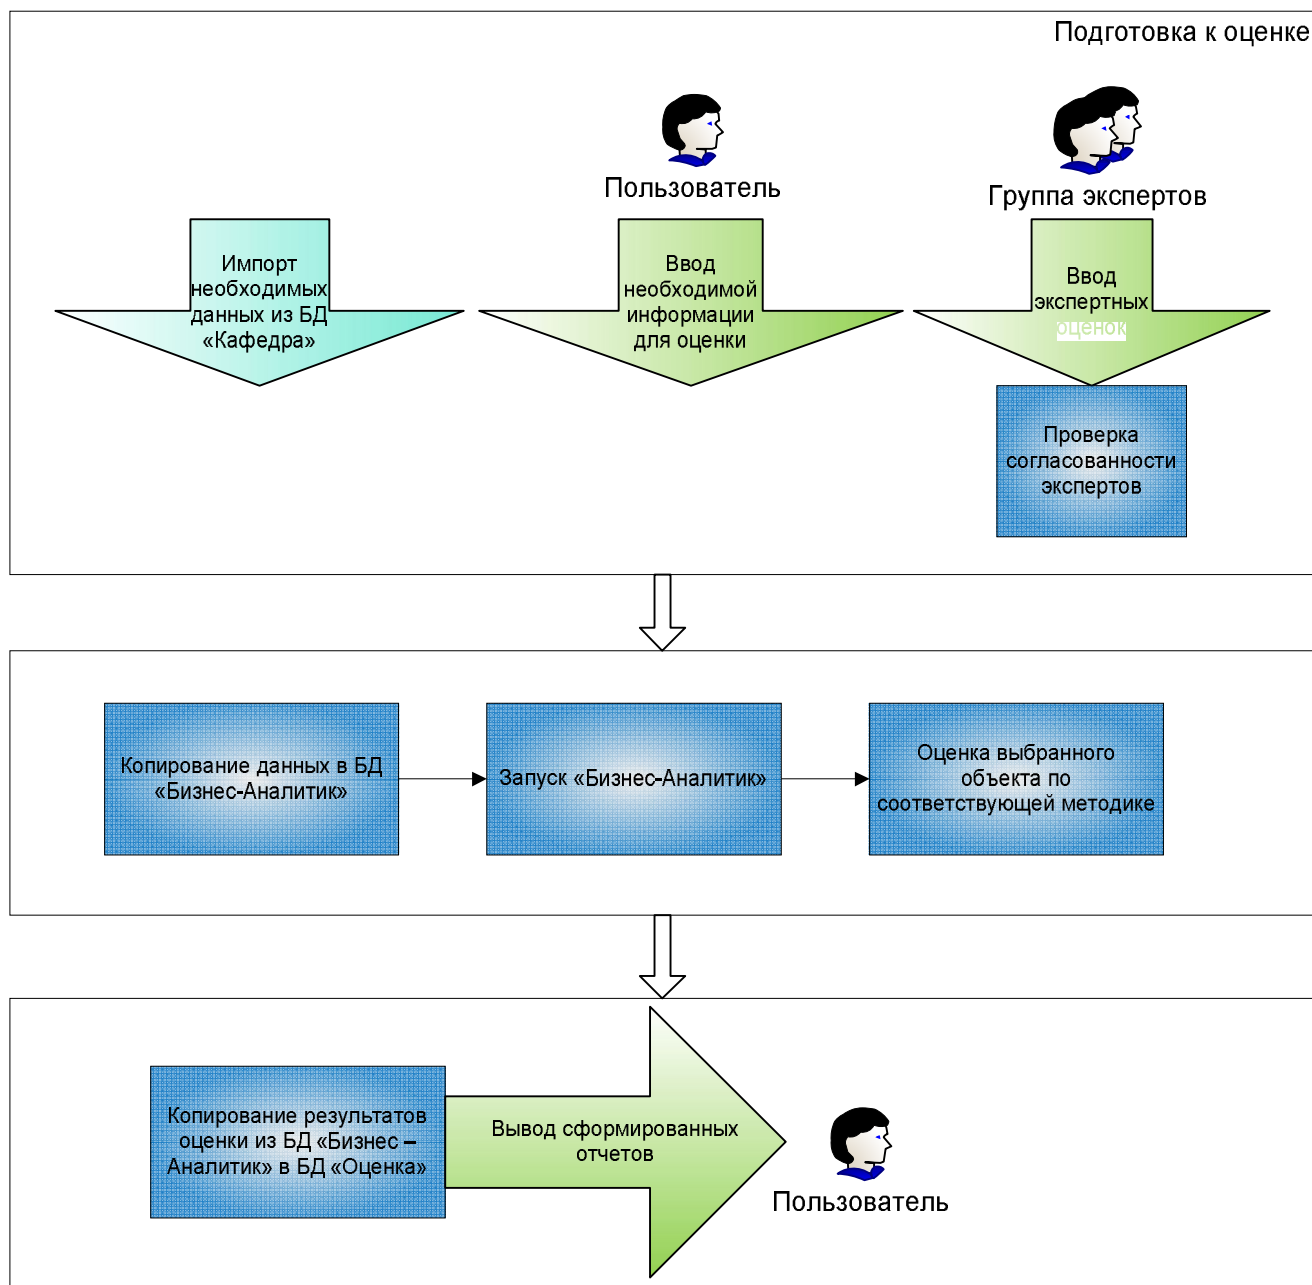 Подготовка к оценке
Пользователь
Группа экспертов
Импорт
необходимых
данных из БД
«Кафедра»
Ввод
необходимой
информации
для оценки
Ввод
экспертных
оценок
Проверка
согласованности
экспертов
Копирование данных в БД
«Бизнес-Аналитик»
Запуск «Бизнес-Аналитик»
Оценка выбранного
объекта по
соответствующей методике
Копирование результатов
оценки из БД «Бизнес –
Аналитик» в БД «Оценка»
Вывод сформированных
отчетов
Пользователь